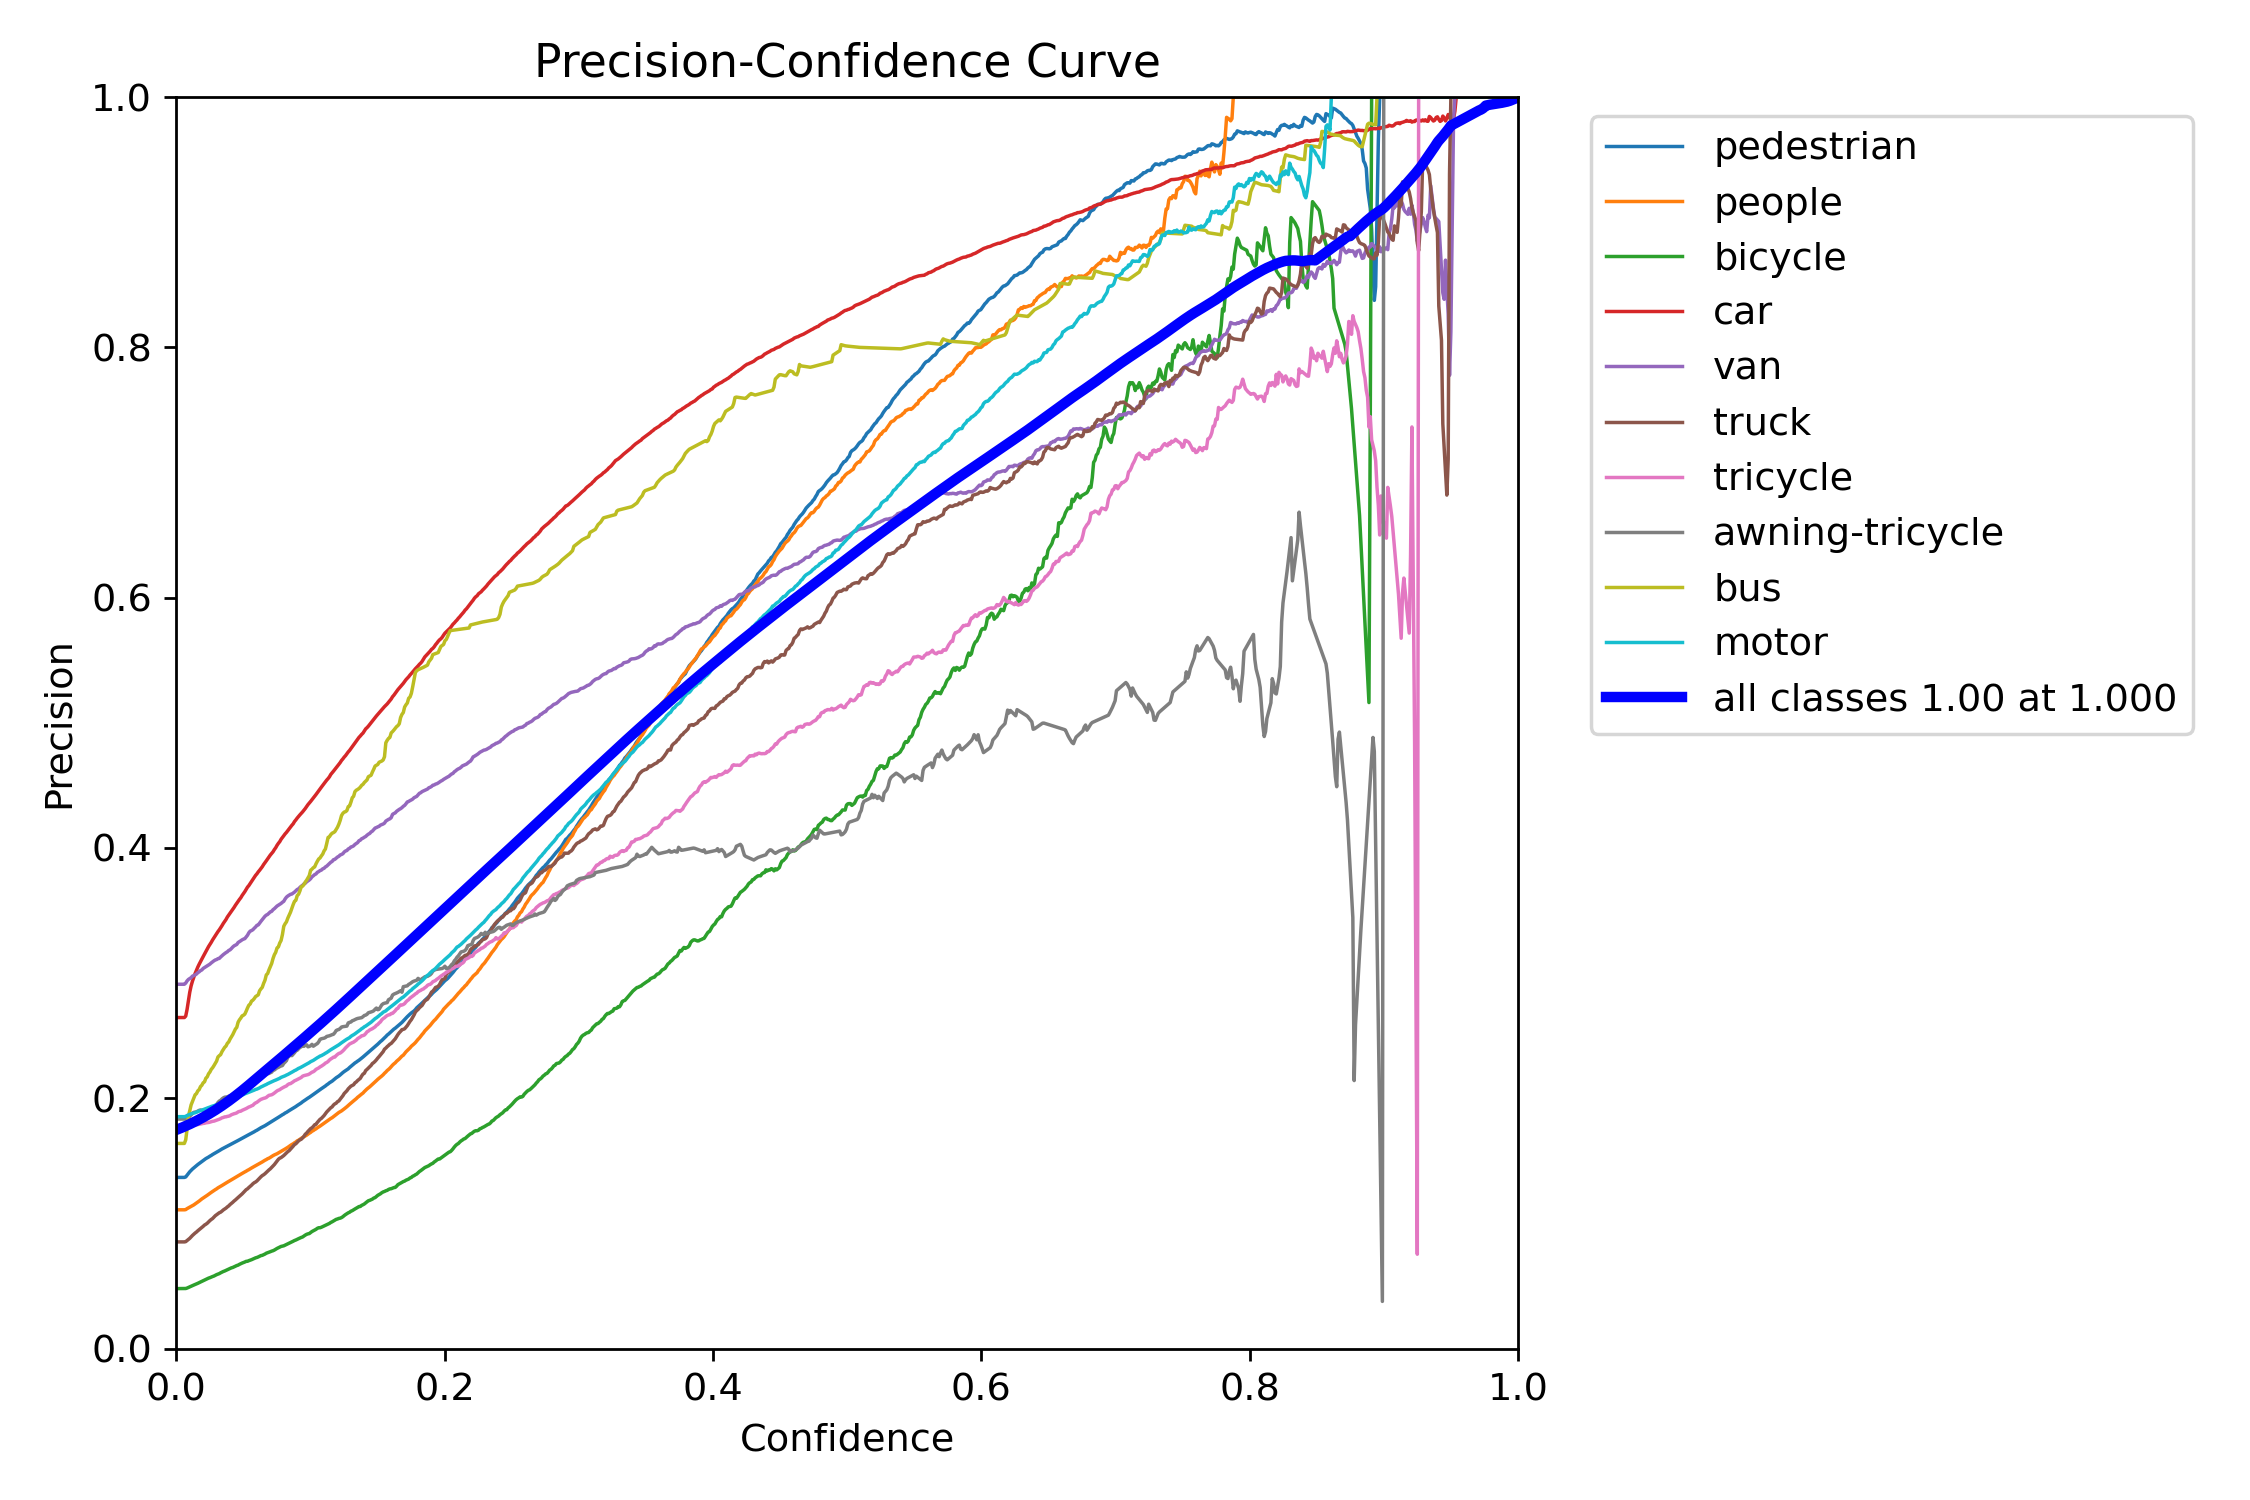 Precision-Confidence Curve
1.0
0.8
0.6
0.4
0.2
0.0
Precision
0.0 0.2 0.4 0.6 0.8 1.0
Confidence
pedestrian
people
bicycle
car
van
truck
tricycle
awning-tricycle
bus
motor
all classes 1.00 at 1.000